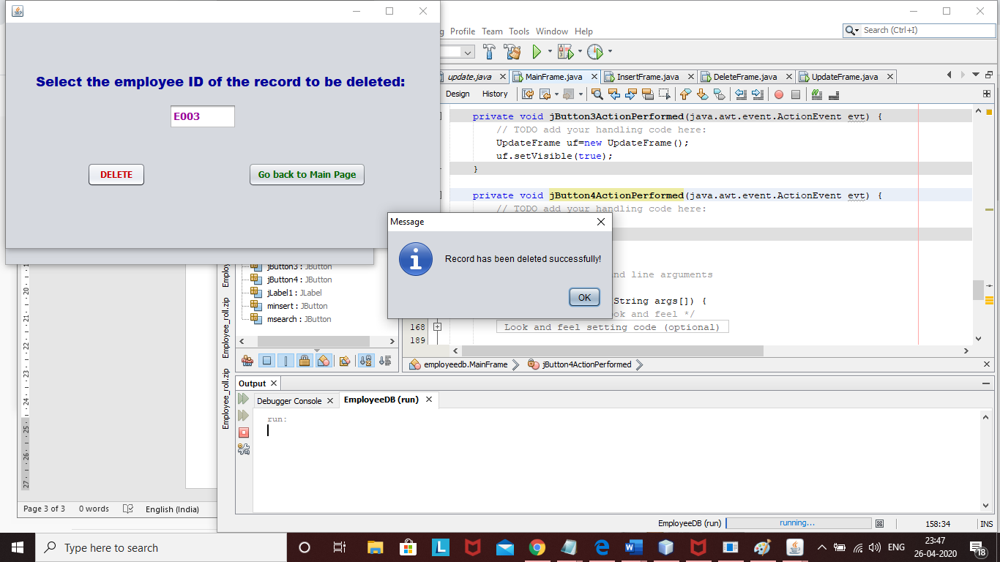 Select the employee ID of the record to be deleted:
E003
DELETE
Go back to Main Page
Profile Team Tools Window Help
Search (Ctrl+I)
update.java
MainFrame.java
InsertFrame.java
DeleteFrame.java
UpdateFrame.java
Design
History
private void jButton3ActionPerformed(java.awt.event.ActionEvent evt) {
// TODO add your handling code here:
UpdateFrame uf=new UpdateFrame();
uf.setVisible(true);
}
private void jButton4ActionPerformed(java.awt.event.ActionEvent evt) {
// TODO add your handling code here:
Message
Record has been deleted successfully!
OK
nd line arguments
String args[]) {
ok and feel */
168
Look and feel setting code (optional)
189
jButton3 : JButton
jButton4 : JButton
jLabel1 : JLabel
minsert : JButton
msearch : JButton
Employee_roll.zip
Employee_roll.zip
employeedb.MainFrame
jButton4ActionPerformed
Output
Debugger Console
EmployeeDB (run)
run:
20
21
22
23
24
25
26
27
Page 3 of 3
0 words
English (India)
EmployeeDB (run)
running...
158:34
INS
Type here to search
ENG
23:47
26-04-2020
18